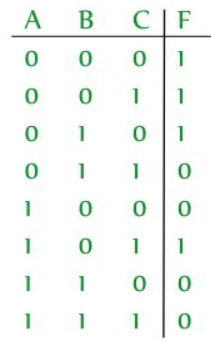 A B C F
0 0 0 1
0 0 1 1
0 1 0 1
0 1 1 0
1 0 0 0
1 0 1 1
1 1 0 0
1 1 1 0